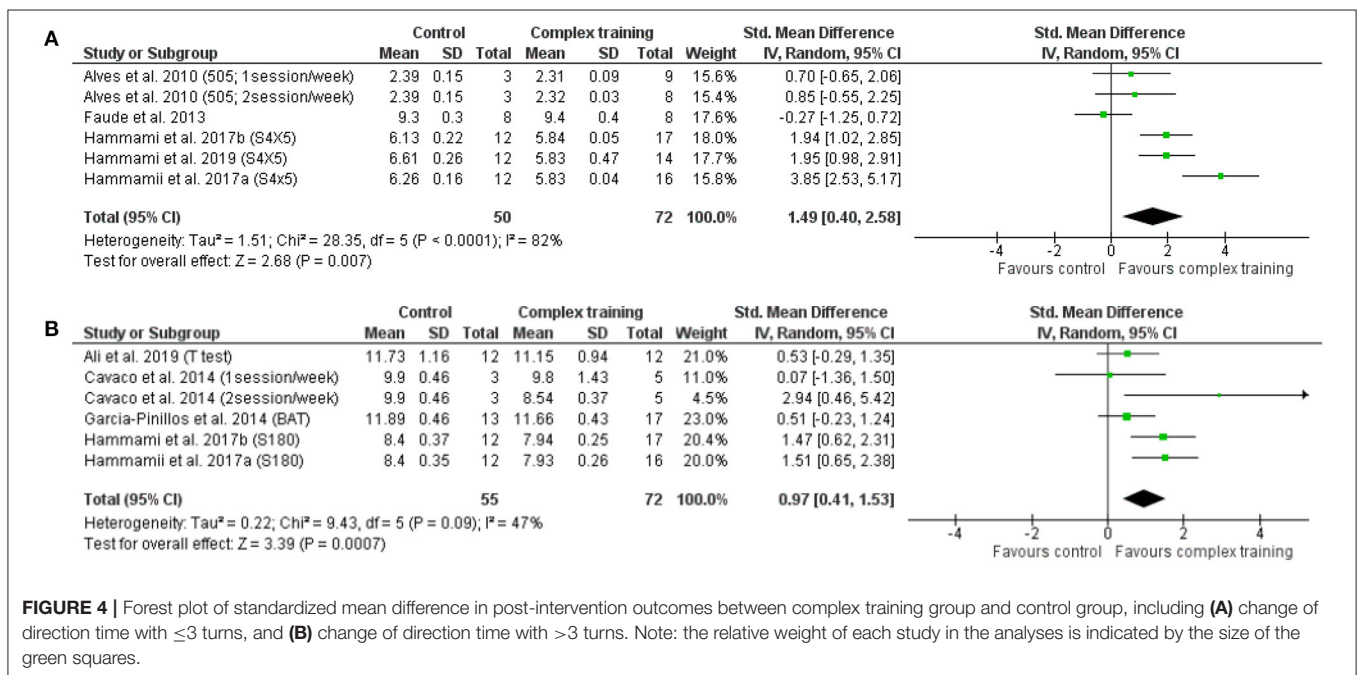 A
Control Complex training Std. Mean Difference Std. Mean Difference
Study or Subgroup Mean SD Total Mean SD Total Weight IV, Random, 95% CI IV, Random, 95% CI
Alves et al. 2010 (505; 1session/week) 2.39 0.15 3 2.31 0.09 9 15.6% 0.70 [-0.65, 2.06]
Alves et al. 2010 (505; 2session/week) 2.39 0.15 3 2.32 0.03 8 15.4% 0.85 [-0.55, 2.25]
Faude et al. 2013 9.3 0.3 8 9.4 0.4 8 17.6% -0.27 [-1.25, 0.72]
Hammami et al. 2017b (S4X5) 6.13 0.22 12 5.84 0.05 17 18.0% 1.94 [1.02, 2.85]
Hammami et al. 2019 (S4X5) 6.61 0.26 12 5.83 0.47 14 17.7% 1.95 [0.98, 2.91]
Hammamii et al. 2017a (S4x5) 6.26 0.16 12 5.83 0.04 16 15.8% 3.85 [2.53, 5.17]
Total (95% CI) 50 72 100.0% 1.49 [0.40, 2.58]
Heterogeneity: Tau² = 1.51; Chi² = 28.35, df = 5 (P < 0.0001); I² = 82%
Test for overall effect: Z = 2.68 (P = 0.007)
-4 -2 0 2 4
Favours control Favours complex training
B
Control Complex training Std. Mean Difference Std. Mean Difference
Study or Subgroup Mean SD Total Mean SD Total Weight IV, Random, 95% CI IV, Random, 95% CI
Ali et al. 2019 (T test) 11.73 1.16 12 11.15 0.94 12 21.0% 0.53 [-0.29, 1.35]
Cavaco et al. 2014 (1session/week) 9.9 0.46 3 9.8 1.43 5 11.0% 0.07 [-1.36, 1.50]
Cavaco et al. 2014 (2session/week) 9.9 0.46 3 8.54 0.37 5 4.5% 2.94 [0.46, 5.42]
Garcia-Pinillos et al. 2014 (BAT) 11.89 0.46 13 11.66 0.43 17 23.0% 0.51 [-0.23, 1.24]
Hammami et al. 2017b (S180) 8.4 0.37 12 7.94 0.25 17 20.4% 1.47 [0.62, 2.31]
Hammamii et al. 2017a (S180) 8.4 0.35 12 7.93 0.26 16 20.0% 1.51 [0.65, 2.38]
Total (95% CI) 55 72 100.0% 0.97 [0.41, 1.53]
Heterogeneity: Tau² = 0.22; Chi² = 9.43, df = 5 (P = 0.09); I² = 47%
Test for overall effect: Z = 3.39 (P = 0.0007)
-4 -2 0 2 4
Favours control Favours complex training
FIGURE 4 | Forest plot of standardized mean difference in post-intervention outcomes between complex training group and control group, including (A) change of
direction time with ≤3 turns, and (B) change of direction time with >3 turns. Note: the relative weight of each study in the analyses is indicated by the size of the
green squares.